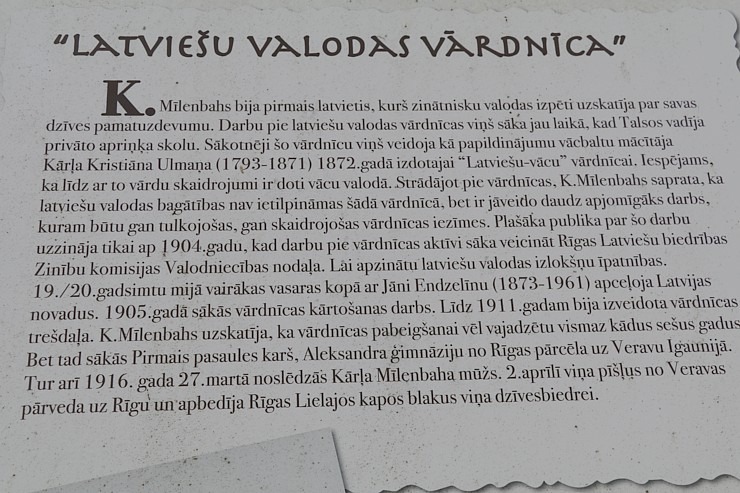 “LATVIEŠU VALODAS VĀRDNĪCA”
K. Mīlenbahs bija pirmais latvietis, kurš zinātnisku valodas izpēti uzskatīja par savas
dzīves pamatuzdevumu. Darbu pie latviešu valodas vārdnīcas viņš sāka jau laikā, kad Talsos vadīja
privāto apriņķa skolu. Sākotnēji šo vārdnīcu viņš veidoja kā papildinājumu vācbaltu mācītāja
Kārļa Kristiāna Ulmaņa (1793-1871) 1872.gadā izdotajai “Latviešu-vācu” vārdnīcai. Iespējams,
ka līdz ar to vārdu skaidrojumi ir doti vācu valodā. Strādājot pie vārdnīcas, K.Mīlenbahs saprata, ka
latviešu valodas bagātības nav ietilpināmas šādā vārdnīcā, bet ir jāveido daudz apjomīgāks darbs,
kuram būtu gan tulkojošas, gan skaidrojošas vārdnīcas iezīmes. Plašāka publika par šo darbu
uzzināja tikai ap 1904.gadu, kad darbu pie vārdnīcas aktīvi sāka veicināt Rīgas Latviešu biedrības
Zinību komisijas Valodniecības nodaļa. Lai apzinātu latviešu valodas izlokšņu īpatnības.
19./20.gadsimtu mijā vairākas vasaras kopā ar Jāni Endzelīnu (1873-1961) apceļoja Latvijas
novadus. 1905.gadā sākās vārdnīcas kārtošanas darbs. Līdz 1911.gadam bija izveidota vārdnīcas
trešdaļa. K.Mīlenbahs uzskatīja, ka vārdnīcas pabeigšanai vēl vajadzētu vismaz kādus sešus gadus
Bet tad sākās Pirmais pasaules karš, Aleksandra ģimnāziju no Rīgas pārcēla uz Veravu Igaunijā.
Tur arī 1916. gada 27.martā noslēdzās Kārļa Mīlenbaha mūžs. 2.aprīlī viņa pīšļus no Veravas
pārveda uz Rīgu un apbedīja Rīgas Lielajos kapos blakus viņa dzīvesbiedrei.